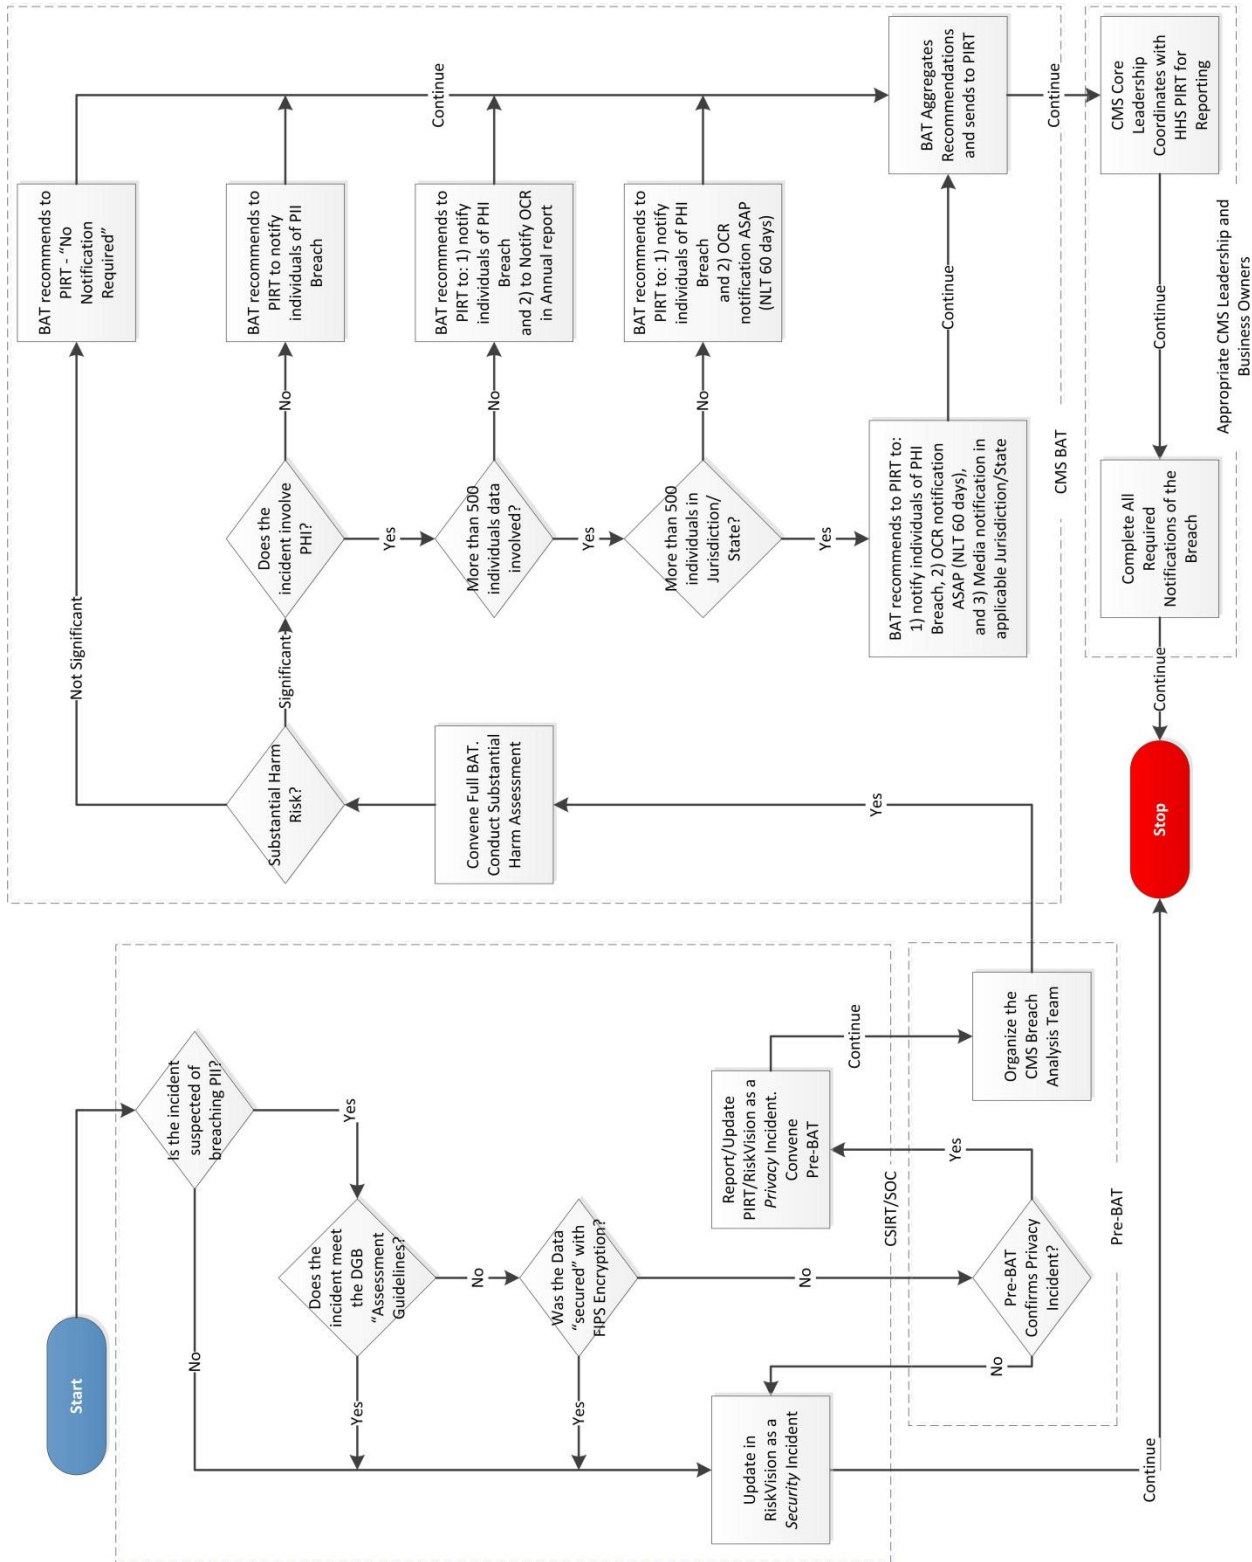 Start
Is the incident
suspected of
breaching PII?
No
Yes
Does the
incident meet
the DGB
“Assessment
Guidelines?
Yes
No
Was the Data
“secured” with
FIPS Encryption?
Yes
No
Update in
RiskVision as a
Security Incident
Continue
Report/Update
PIRT/RiskVision as a
Privacy Incident.
Convene
Pre-BAT
Continue
CSIRT/SOC
Pre-BAT
Confirms Privacy
Incident?
No
Yes
Organize the
CMS Breach
Analysis Team
Pre-BAT
Yes
Convene Full BAT.
Conduct Substantial
Harm Assessment
Substantial Harm
Risk?
Not Significant
Significant
BAT recommends to
PIRT - “No
Notification
Required”
Does the
incident involve
PHI?
No
Yes
BAT recommends to
PIRT to notify
individuals of PII
Breach
More than 500
individuals data
involved?
No
Yes
BAT recommends to
PIRT to: 1) notify
individuals of PHI
Breach
and 2) to Notify OCR
in Annual report
More than 500
individuals in
Jurisdiction/
State?
No
Yes
BAT recommends to
PIRT to: 1) notify
individuals of PHI
Breach
and 2) OCR
notification ASAP
(NLT 60 days)
BAT recommends to PIRT to:
1) notify individuals of PHI
Breach, 2) OCR notification
ASAP (NLT 60 days),
and 3) Media notification in
applicable Jurisdiction/State
Continue
Continue
BAT Aggregates
Recommendations
and sends to PIRT
CMS BAT
Continue
CMS Core
Leadership
Coordinates with
HHS PIRT for
Reporting
Continue
Complete All
Required
Notifications of the
Breach
Appropriate CMS Leadership and
Business Owners
Continue
Stop